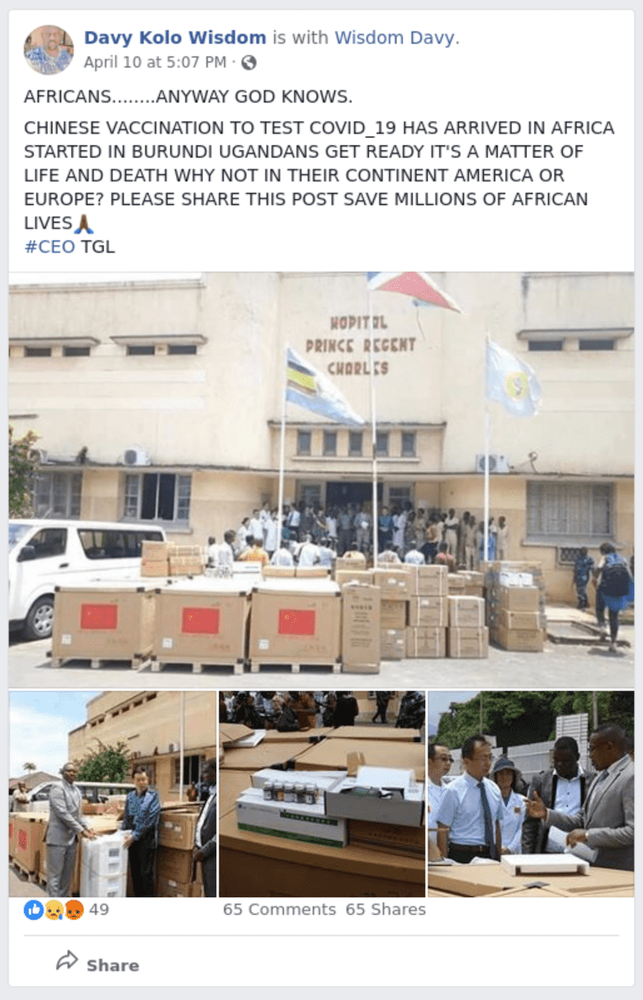 Davy Kolo Wisdom is with Wisdom Davy.
April 10 at 5:07 PM ·
AFRICANS........ANYWAY GOD KNOWS.
CHINESE VACCINATION TO TEST COVID_19 HAS ARRIVED IN AFRICA
STARTED IN BURUNDI UGANDANS GET READY IT'S A MATTER OF
LIFE AND DEATH WHY NOT IN THEIR CONTINENT AMERICA OR
EUROPE? PLEASE SHARE THIS POST SAVE MILLIONS OF AFRICAN
LIVES🙏🏾
#CEO TGL
HOPITAL
PRINCE REGENT
CHARLES
49
65 Comments 65 Shares
Share